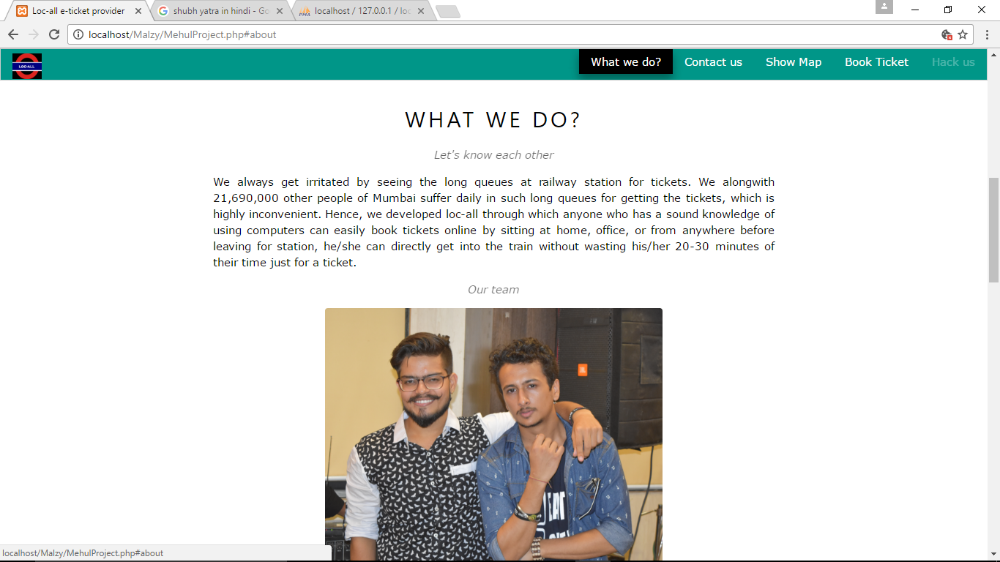 Loc-all e-ticket provider
shubh yatra in hindi - Go
localhost / 127.0.0.1 / loc
localhost/Malzy/MehulProject.php#about
LOC-ALL
What we do?
Contact us
Show Map
Book Ticket
Hack us
WHAT WE DO?
Let's know each other
We always get irritated by seeing the long queues at railway station for tickets. We alongwith
21,690,000 other people of Mumbai suffer daily in such long queues for getting the tickets, which is
highly inconvenient. Hence, we developed loc-all through which anyone who has a sound knowledge of
using computers can easily book tickets online by sitting at home, office, or from anywhere before
leaving for station, he/she can directly get into the train without wasting his/her 20-30 minutes of
their time just for a ticket.
Our team
localhost/Malzy/MehulProject.php#about